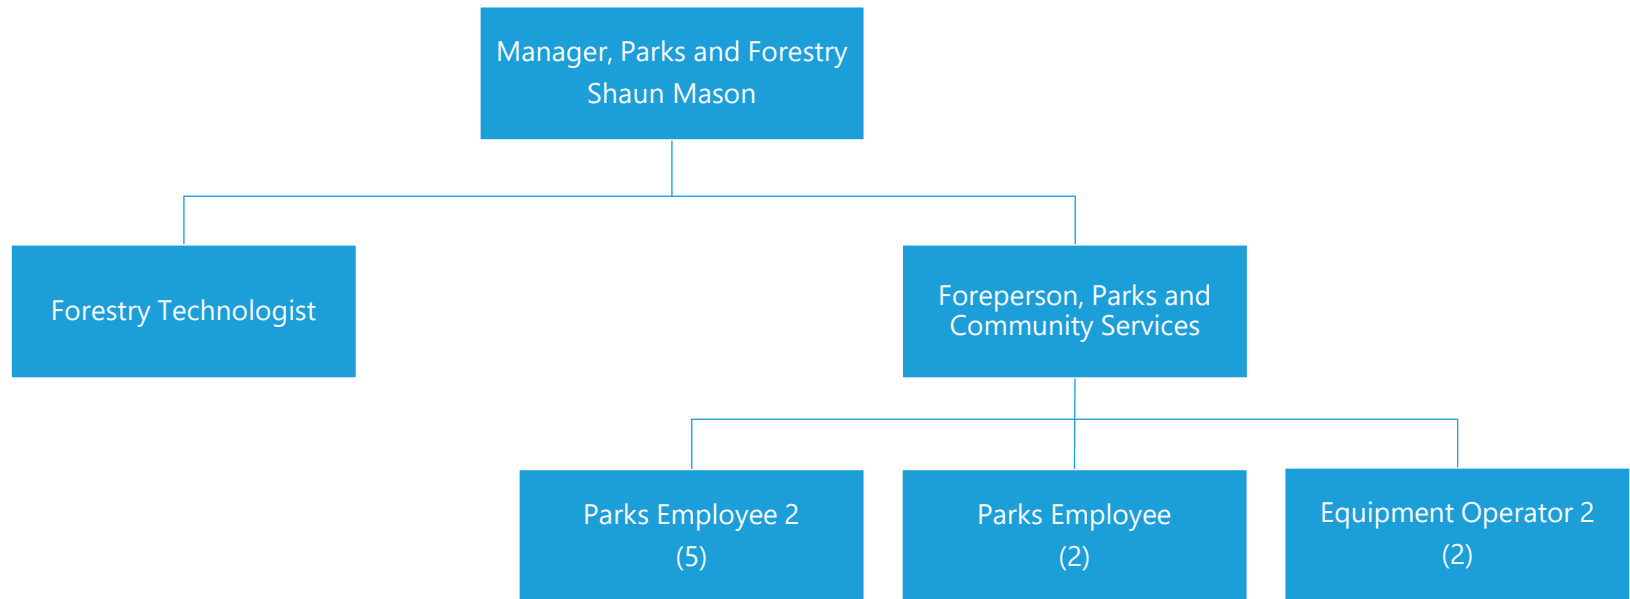 Manager, Parks and Forestry
Shaun Mason
Forestry Technologist
Foreperson, Parks and
Community Services
Parks Employee 2
(5)
Parks Employee
(2)
Equipment Operator 2
(2)